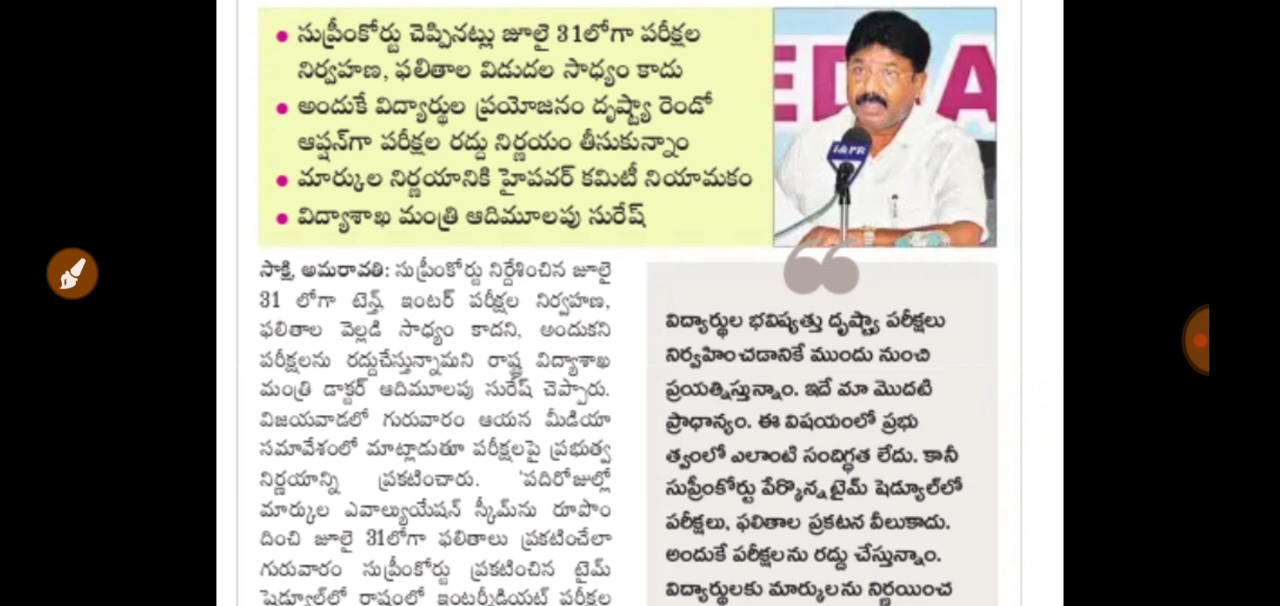 సుప్రీంకోర్టు చెప్పినట్లు జూలై 31లోగా పరీక్షల
నిర్వహణ, ఫలితాల విడుదల సాధ్యం కాదు
అందుకే విద్యార్థుల ప్రయోజనం దృష్ట్యా రెండో
ఆప్షన్‌గా పరీక్షల రద్దు నిర్ణయం తీసుకున్నాం
మార్కుల నిర్ణయానికి హైపవర్ కమిటీ నియామకం
విద్యాశాఖ మంత్రి ఆదిమూలపు సురేష్
ED A
I&PR
సాక్షి, అమరావతి: సుప్రీంకోర్టు నిర్దేశించిన జూలై
31 లోగా టెన్త్, ఇంటర్ పరీక్షల నిర్వహణ,
ఫలితాల వెల్లడి సాధ్యం కాదని, అందుకని
పరీక్షలను రద్దుచేస్తున్నామని రాష్ట్ర విద్యాశాఖ
మంత్రి డాక్టర్ ఆదిమూలపు సురేష్ చెప్పారు.
విజయవాడలో గురువారం ఆయన మీడియా
సమావేశంలో మాట్లాడుతూ పరీక్షలపై ప్రభుత్వ
నిర్ణయాన్ని ప్రకటించారు. 'పదిరోజుల్లో
మార్కుల ఎవాల్యుయేషన్ స్కీమ్‌ను రూపొం
దించి జూలై 31లోగా ఫలితాలు ప్రకటించేలా
గురువారం సుప్రీంకోర్టు ప్రకటించిన టైమ్
షెడ్యూల్‌లో రాష్ట్రంలో ఇంటర్మీడియట్ పరీక్షల
విద్యార్థుల భవిష్యత్తు దృష్ట్యా పరీక్షలు
నిర్వహించడానికే ముందు నుంచి
ప్రయత్నిస్తున్నాం. ఇదే మా మొదటి
ప్రాధాన్యం. ఈ విషయంలో ప్రభు
త్వంలో ఎలాంటి సందిగ్ధత లేదు. కానీ
సుప్రీంకోర్టు పేర్కొన్న టైమ్ షెడ్యూల్‌లో
పరీక్షలు, ఫలితాల ప్రకటన వీలుకాదు.
అందుకే పరీక్షలను రద్దు చేస్తున్నాం.
విద్యార్థులకు మార్కులను నిర్ణయించ